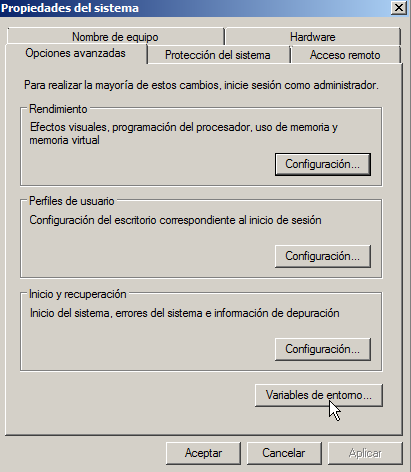 Propiedades del sistema
Nombre de equipo
Hardware
Opciones avanzadas
Protección del sistema
Acceso remoto
Para realizar la mayoría de estos cambios, inicie sesión como administrador.
Rendimiento
Efectos visuales, programación del procesador, uso de memoria y
memoria virtual
Configuración...
Perfiles de usuario
Configuración del escritorio correspondiente al inicio de sesión
Configuración...
Inicio y recuperación
Inicio del sistema, errores del sistema e información de depuración
Configuración...
Variables de entorno...
Aceptar
Cancelar
Aplicar